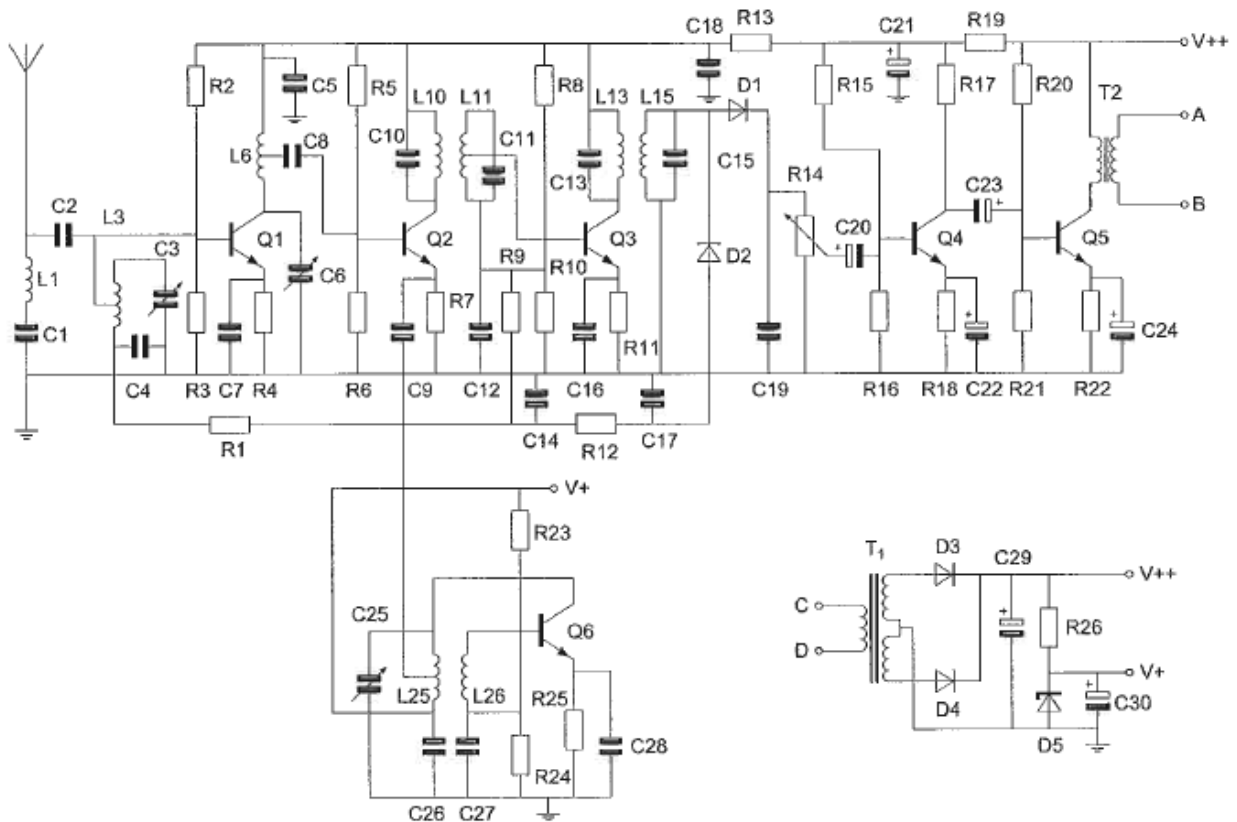 C18 R13 C21 R19
V++
R2 C5 R5 L10 L11 R8 L13 L15 D1 R15 R17 R20 T2
A
C8 C10 C11 C13 C15
L6 R14 C23
B
C2 L3 C20
Q1 Q2 Q3 D2 Q4 Q5
C3 C6 R9 R10
L1 R7
C1 R11 C24
C4 R3 C7 R4 R6 C9 C12 C16 C19 R16 R18 C22 R21 R22
R1 C14 R12 C17
V+
R23
T1 D3 C29
V++
C25 Q6 C
R26
D
L25 L26 R25 V+
D4 C30
C28 D5
R24
C26 C27
+
+
+
+
+
+
+